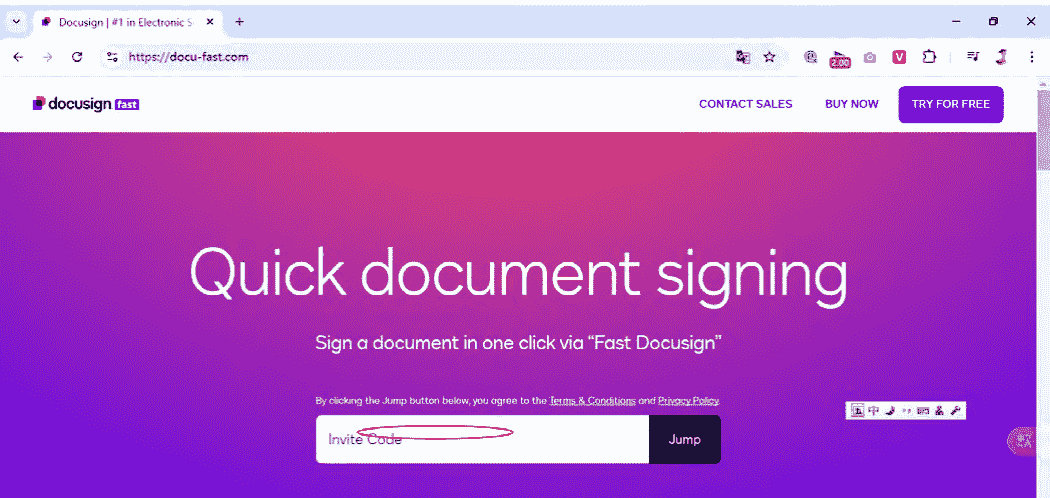 Docusign | #1 in Electronic S
https://docu-fast.com
2.00
V
docusign fast
CONTACT SALES
BUY NOW
TRY FOR FREE
Quick document signing
Sign a document in one click via “Fast Docusign”
By clicking the Jump button below, you agree to the Terms & Conditions and Privacy Policy.
Invite Code
Jump